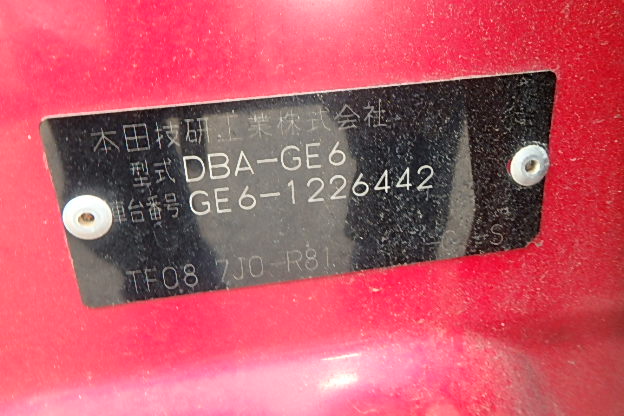 本田技研工業株式会社
型式 DBA-GE6
車台番号 GE6-1226442
TF08 7J0-R81 -C -S